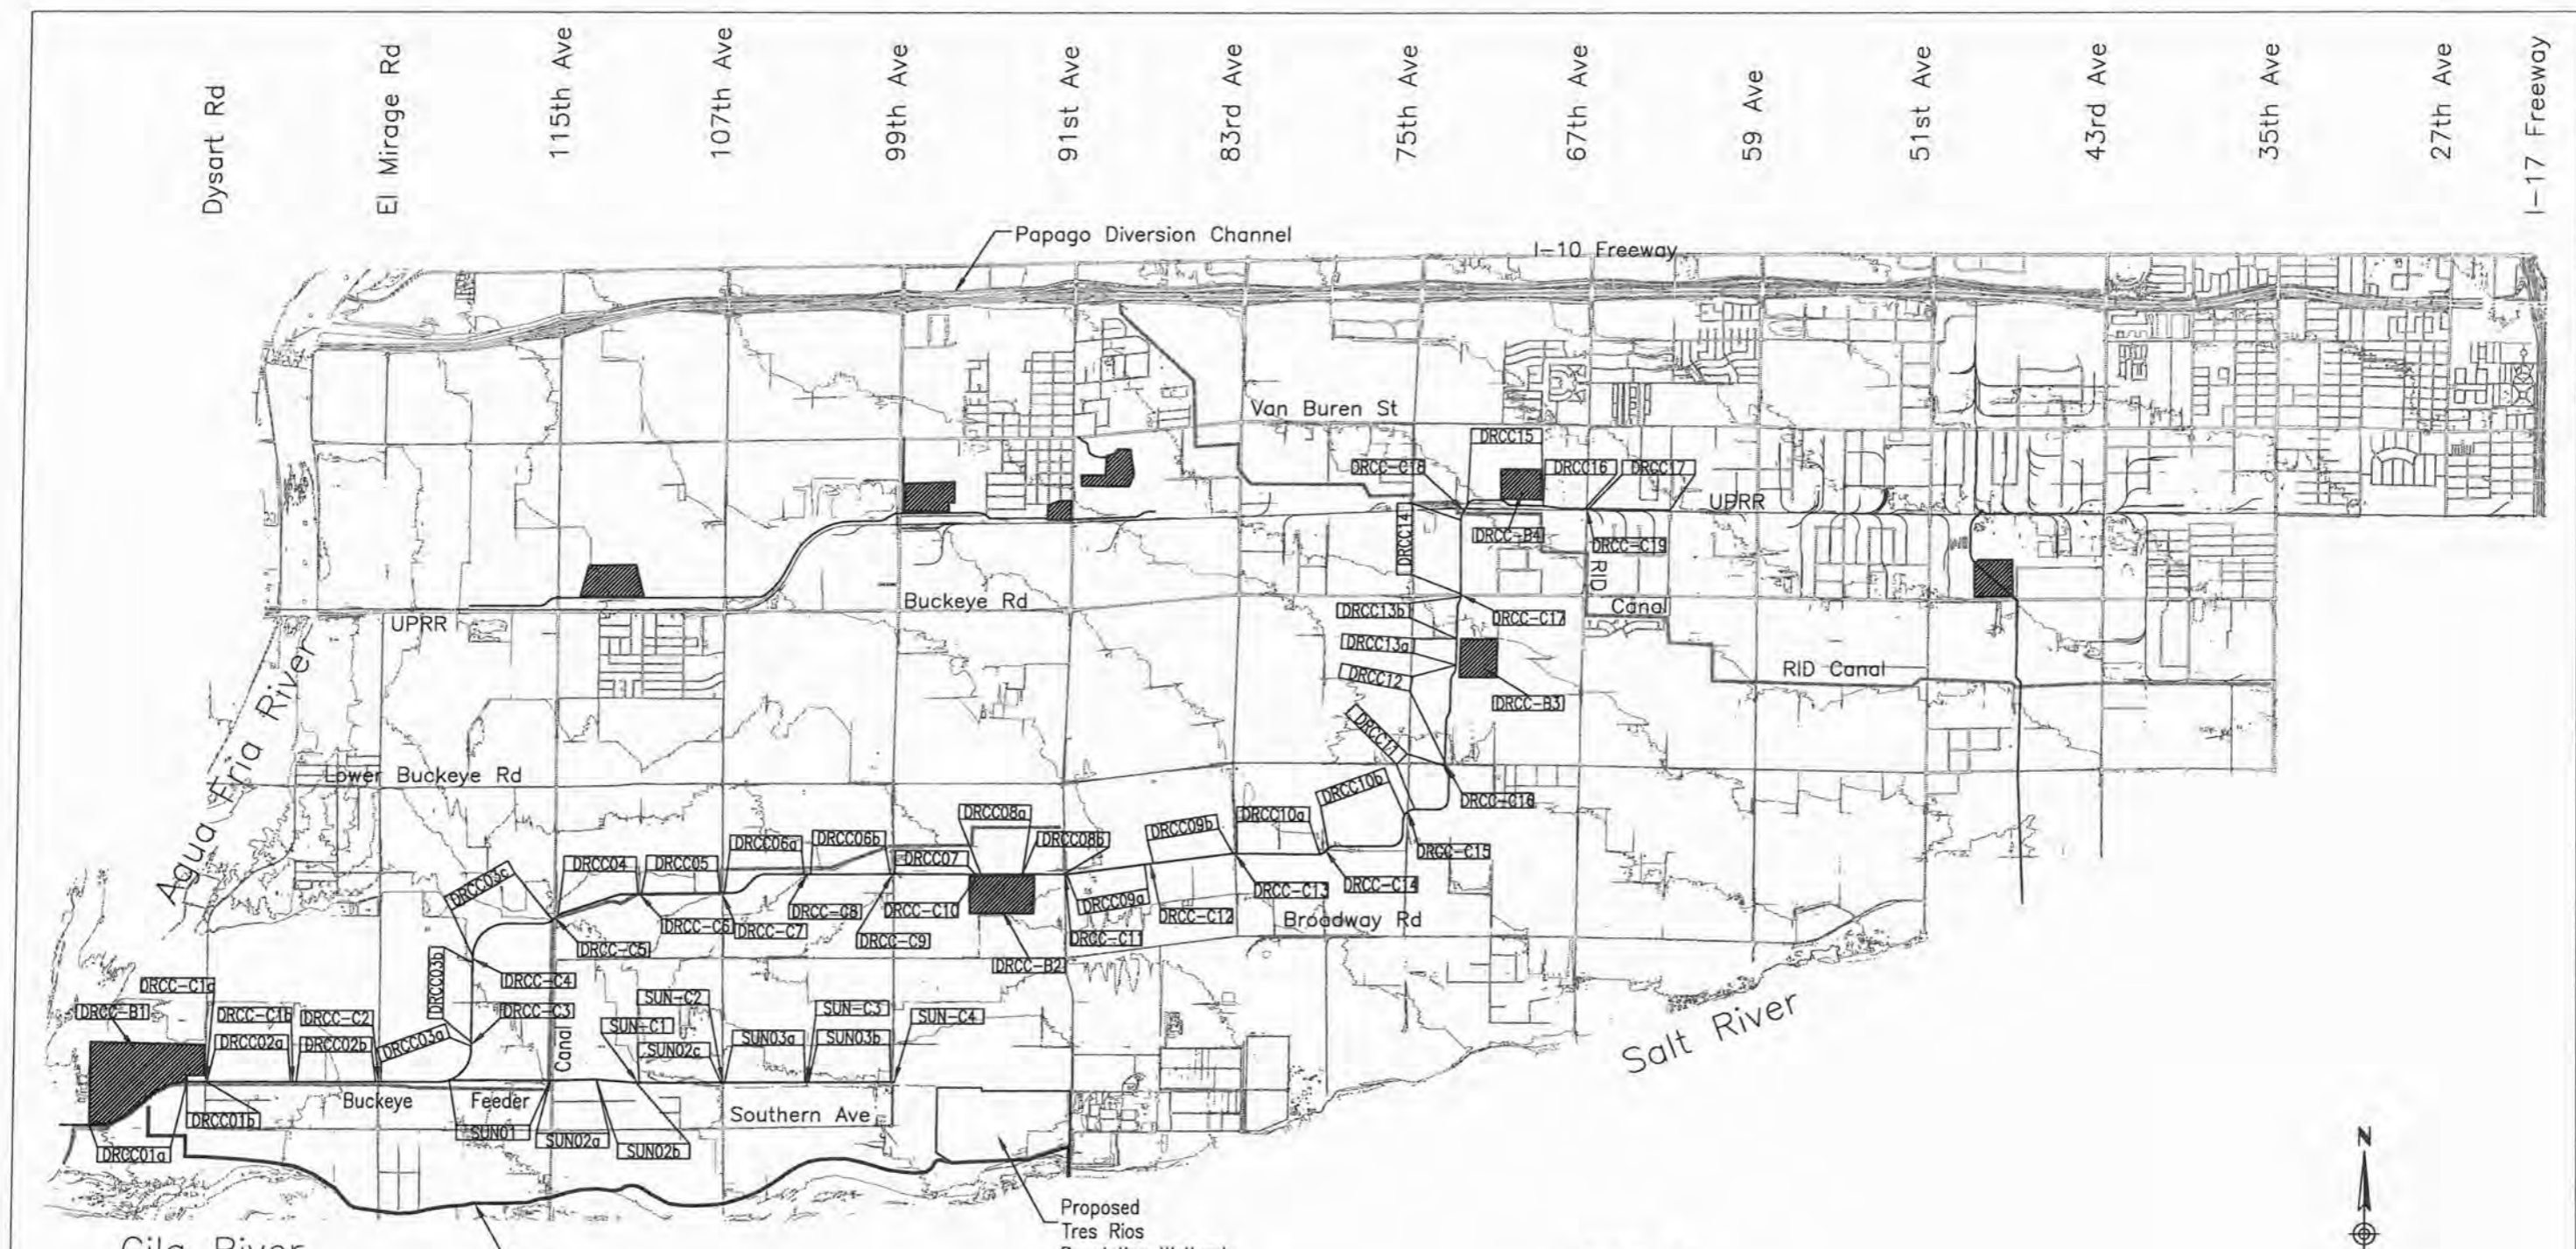 Dysart Rd
El Mirage Rd
115th Ave
107th Ave
99th Ave
91st Ave
83rd Ave
75th Ave
67th Ave
59 Ave
51st Ave
43rd Ave
35th Ave
27th Ave
I-17 Freeway
Papago Diversion Channel
I-10 Freeway
Van Buren St
DRCC15
DRCC-C18
DRCC16
DRCC17
UPRR
DRCC14
DRCC-B4
DRCC-C19
RID
Canal
Buckeye Rd
UPRR
DRCC13b
DRCC-C17
DRCC13a
DRCC12
RID Canal
DRCC-B3
Agua Fria River
DRCC11
Lower Buckeye Rd
DRCC10b
DRCC-C16
DRCC08a
DRCC10a
DRCC09b
DRCC06a
DRCC06b
DRCC08b
DRCC-C15
DRCC04
DRCC05
DRCC07
DRCC03c
DRCC-C14
DRCC-C13
DRCC09a
DRCC-C12
DRCC-C8
DRCC-C10
Broadway Rd
DRCC-C6
DRCC-C7
DRCC-C9
DRCC-C11
DRCC-C5
DRCC-B2
DRCC03b
DRCC-C4
DRCC-C1c
DRCC-B1
DRCC-C1b
DRCC-C2
DRCC-C3
SUN-C2
SUN-C3
SUN-C4
SUN-C1
DRCC02a
DRCC02b
DRCC03a
Canal
SUN02c
SUN03a
SUN03b
Salt River
Buckeye Feeder
Southern Ave
DRCC01b
SUN01
SUN02a
SUN02b
DRCC01a
N
Proposed
Tres Rios
Gila River